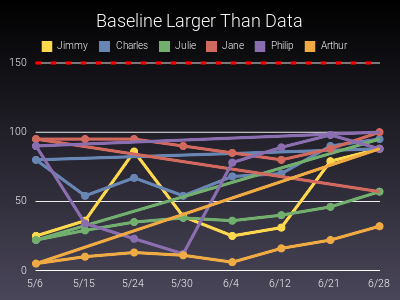 Baseline Larger Than Data
Jimmy Charles Julie Jane Philip Arthur
150
100
50
0
5/6 5/15 5/24 5/30 6/4 6/12 6/21 6/28